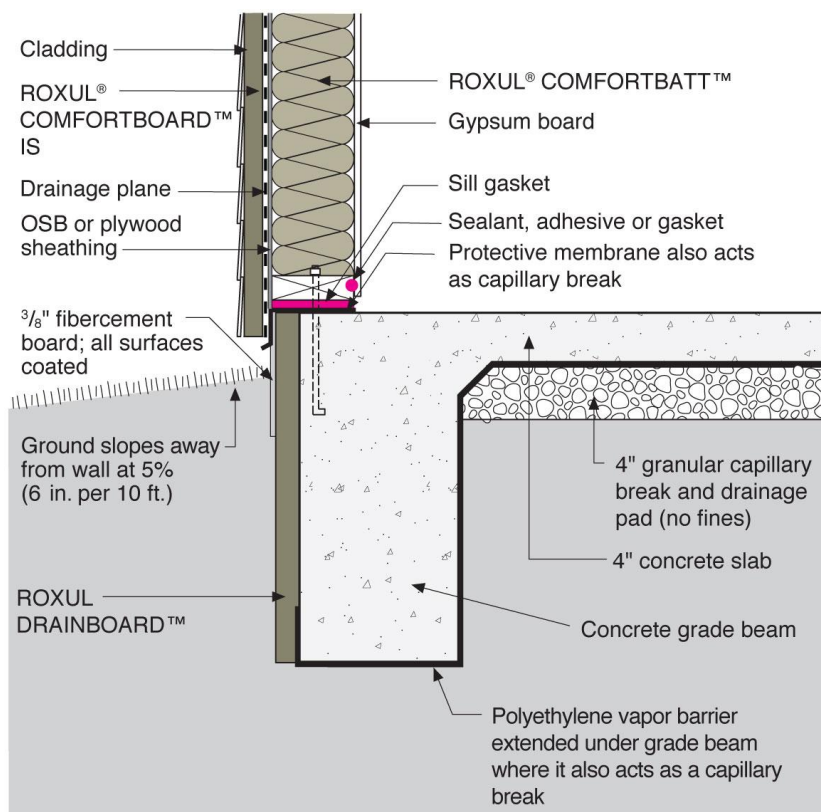 Cladding
ROXUL®
COMFORTBOARD™
IS
Drainage plane
OSB or plywood
sheathing
3/8" fibercement
board; all surfaces
coated
Ground slopes away
from wall at 5%
(6 in. per 10 ft.)
ROXUL
DRAINBOARD™
ROXUL® COMFORTBATT™
Gypsum board
Sill gasket
Sealant, adhesive or gasket
Protective membrane also acts
as capillary break
4" granular capillary
break and drainage
pad (no fines)
4" concrete slab
Concrete grade beam
Polyethylene vapor barrier
extended under grade beam
where it also acts as a capillary
break